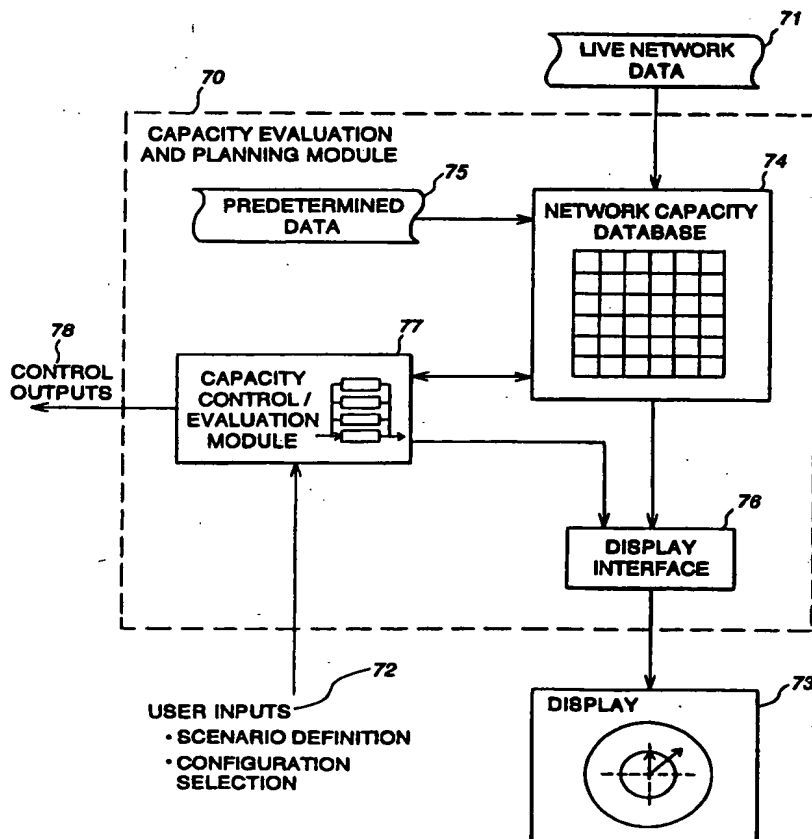 71
LIVE NETWORK
DATA
70
CAPACITY EVALUATION
AND PLANNING MODULE
75
PREDETERMINED
DATA
74
NETWORK CAPACITY
DATABASE
78
CONTROL
OUTPUTS
77
CAPACITY
CONTROL /
EVALUATION
MODULE
76
DISPLAY
INTERFACE
72
USER INPUTS
• SCENARIO DEFINITION
• CONFIGURATION
SELECTION
73
DISPLAY